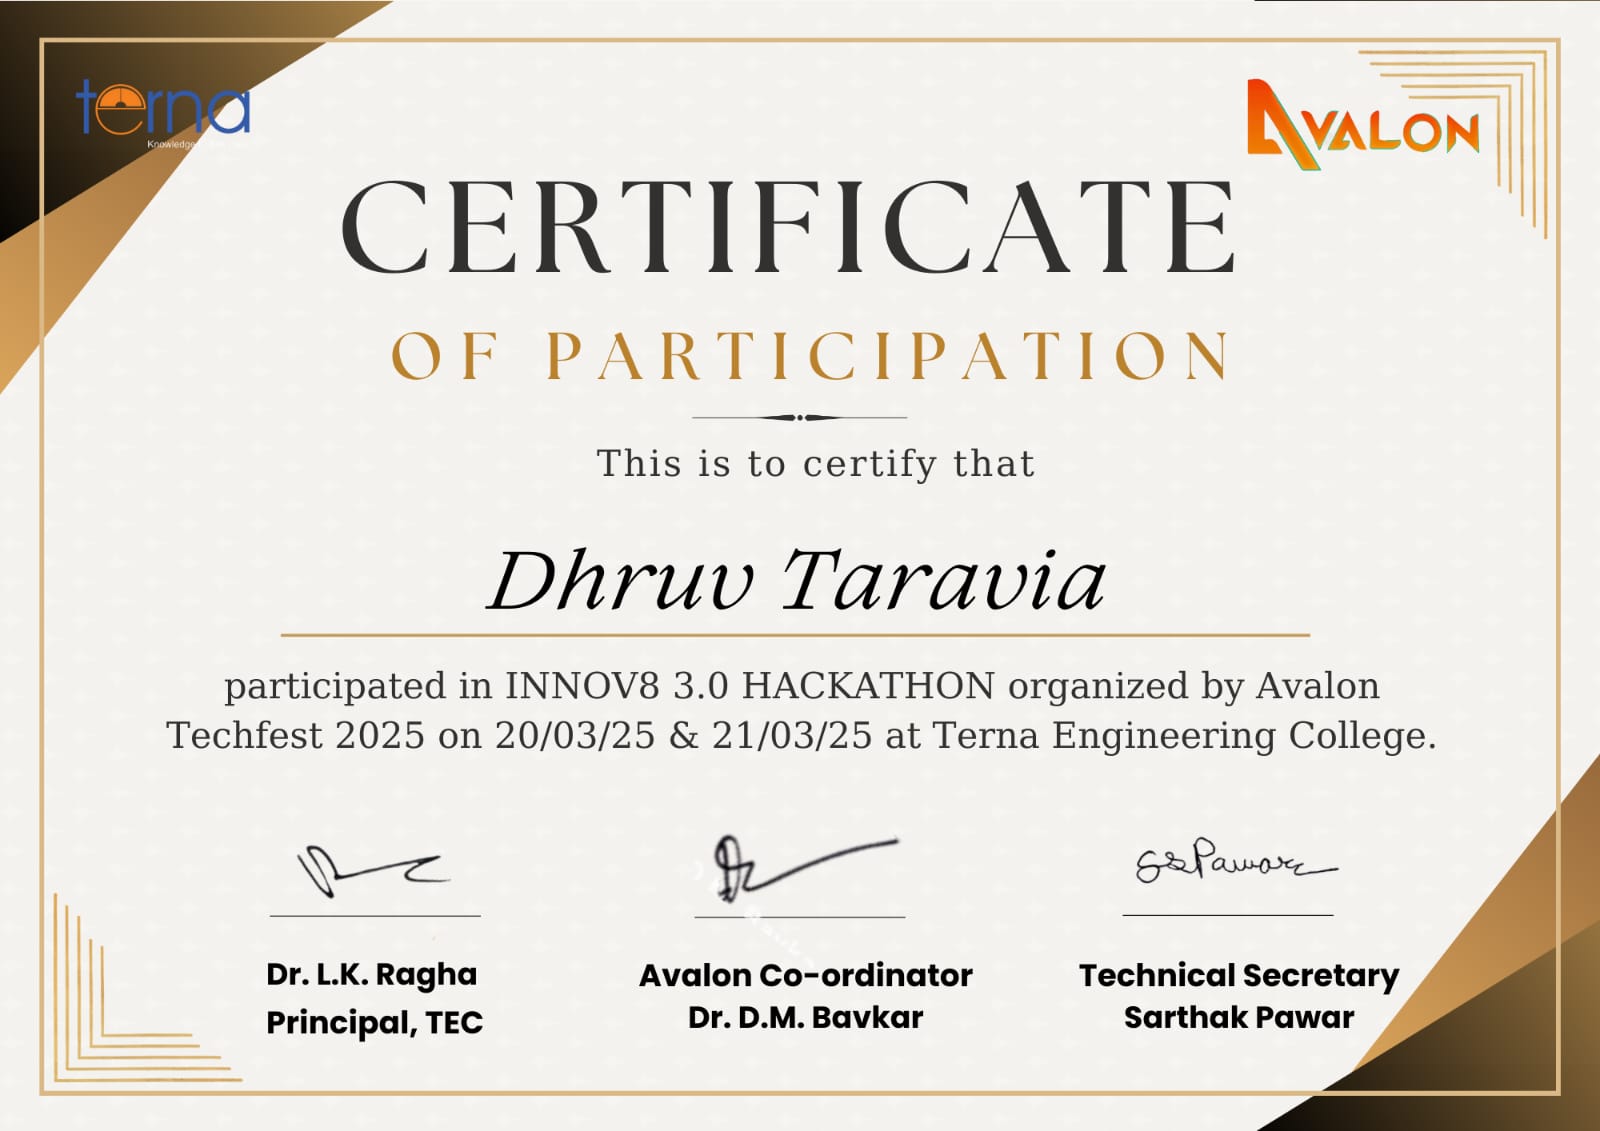 terna
Knowledge
AVALON
CERTIFICATE
OF PARTICIPATION
This is to certify that
Dhruv Taravia
participated in INNOV8 3.0 HACKATHON organized by Avalon
Techfest 2025 on 20/03/25 & 21/03/25 at Terna Engineering College.
SSPawar
Dr. L.K. Ragha
Principal, TEC
Avalon Co-ordinator
Dr. D.M. Bavkar
Technical Secretary
Sarthak Pawar